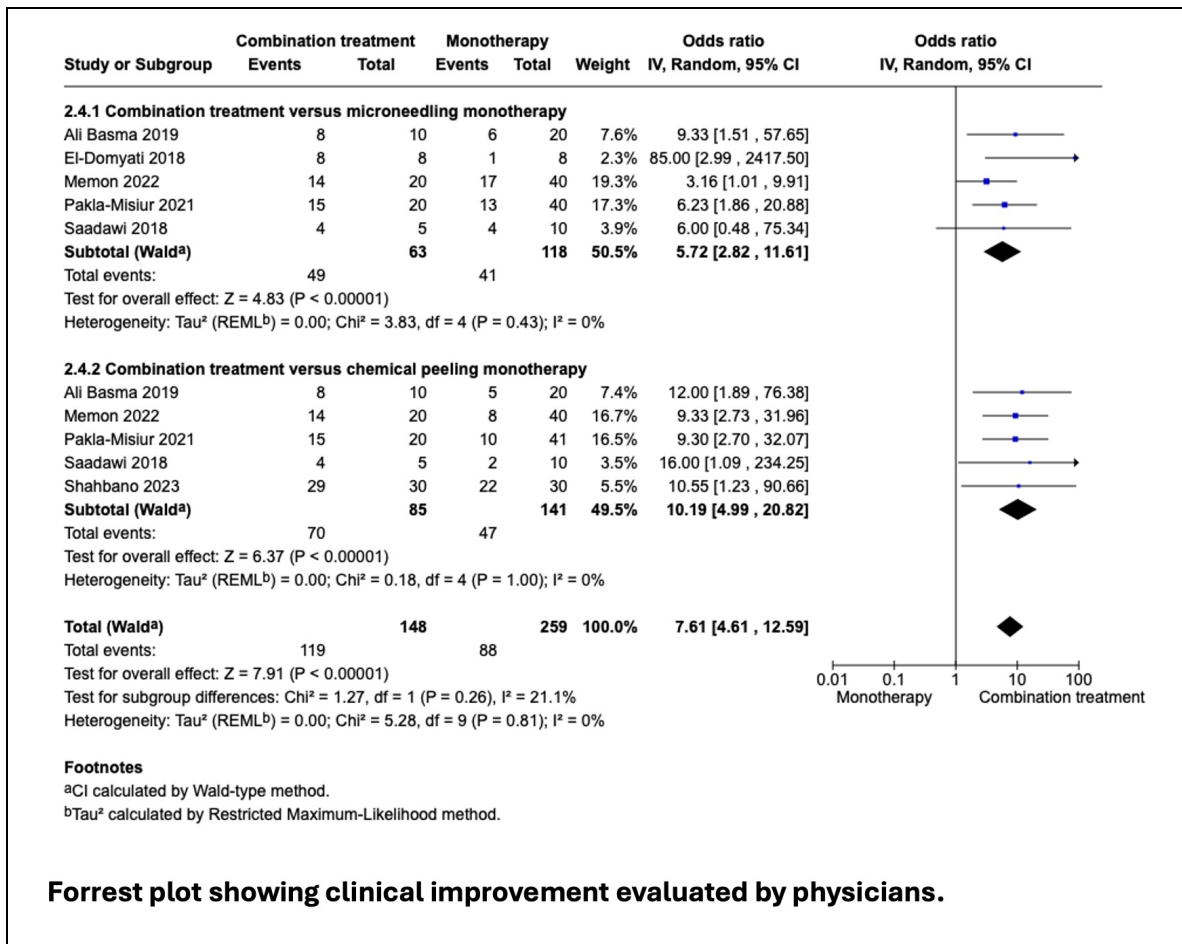 Combination treatment Monotherapy Odds ratio Odds ratio
Study or Subgroup Events Total Events Total Weight IV, Random, 95% CI IV, Random, 95% CI
2.4.1 Combination treatment versus microneedling monotherapy
Ali Basma 2019 8 10 6 20 7.6% 9.33 [1.51 , 57.65]
El-Domyati 2018 8 8 1 8 2.3% 85.00 [2.99 , 2417.50]
Memon 2022 14 20 17 40 19.3% 3.16 [1.01 , 9.91]
Pakla-Misiur 2021 15 20 13 40 17.3% 6.23 [1.86 , 20.88]
Saadawi 2018 4 5 4 10 3.9% 6.00 [0.48 , 75.34]
Subtotal (Waldᵃ) 63 118 50.5% 5.72 [2.82 , 11.61]
Total events: 49 41
Test for overall effect: Z = 4.83 (P < 0.00001)
Heterogeneity: Tau² (REMLᵇ) = 0.00; Chi² = 3.83, df = 4 (P = 0.43); I² = 0%
2.4.2 Combination treatment versus chemical peeling monotherapy
Ali Basma 2019 8 10 5 20 7.4% 12.00 [1.89 , 76.38]
Memon 2022 14 20 8 40 16.7% 9.33 [2.73 , 31.96]
Pakla-Misiur 2021 15 20 10 41 16.5% 9.30 [2.70 , 32.07]
Saadawi 2018 4 5 2 10 3.5% 16.00 [1.09 , 234.25]
Shahbano 2023 29 30 22 30 5.5% 10.55 [1.23 , 90.66]
Subtotal (Waldᵃ) 85 141 49.5% 10.19 [4.99 , 20.82]
Total events: 70 47
Test for overall effect: Z = 6.37 (P < 0.00001)
Heterogeneity: Tau² (REMLᵇ) = 0.00; Chi² = 0.18, df = 4 (P = 1.00); I² = 0%
Total (Waldᵃ) 148 259 100.0% 7.61 [4.61 , 12.59]
Total events: 119 88
Test for overall effect: Z = 7.91 (P < 0.00001)
Test for subgroup differences: Chi² = 1.27, df = 1 (P = 0.26), I² = 21.1%
Heterogeneity: Tau² (REMLᵇ) = 0.00; Chi² = 5.28, df = 9 (P = 0.81); I² = 0%
0.01 0.1 1 10 100
Monotherapy Combination treatment
Footnotes
ᵃCI calculated by Wald-type method.
ᵇTau² calculated by Restricted Maximum-Likelihood method.
Forrest plot showing clinical improvement evaluated by physicians.